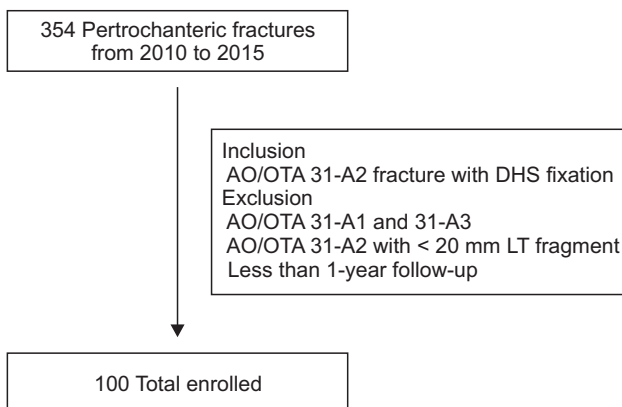 354 Pertrochanteric fractures
from 2010 to 2015
Inclusion
AO/OTA 31-A2 fracture with DHS fixation
Exclusion
AO/OTA 31-A1 and 31-A3
AO/OTA 31-A2 with < 20 mm LT fragment
Less than 1-year follow-up
100 Total enrolled